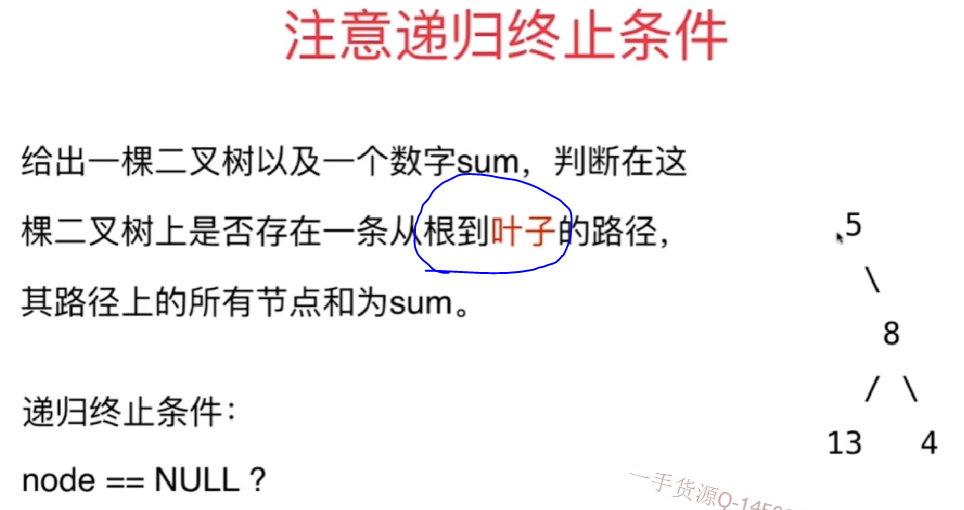 注意递归终止条件
给出一棵二叉树以及一个数字sum，判断在这
棵二叉树上是否存在一条从根到叶子的路径，
其路径上的所有节点和为sum。
5
\
8
/ \
13 4
递归终止条件：
node == NULL ?
一手货源Q-1458